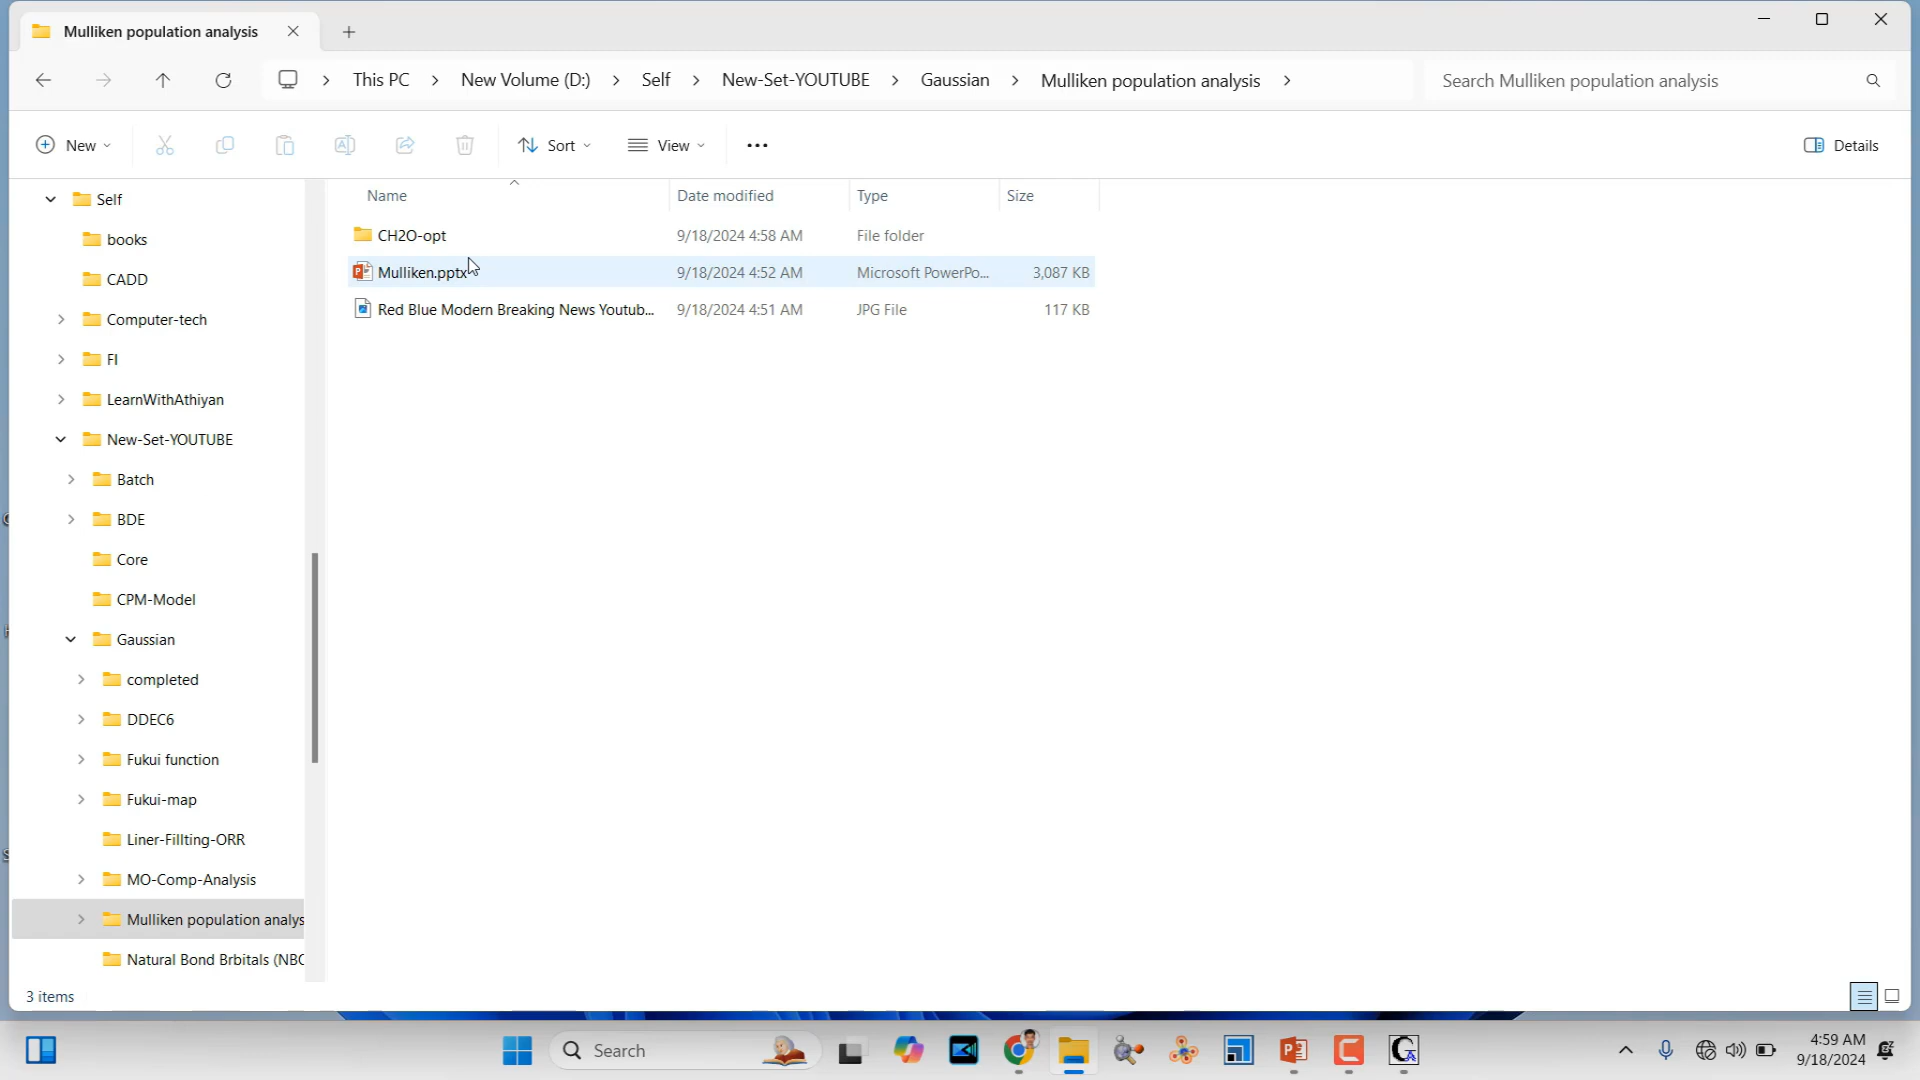 Mulliken population analysis
This PC > New Volume (D:) > Self > New-Set-YOUTUBE > Gaussian > Mulliken population analysis >
Search Mulliken population analysis
New
Sort
View
Details
Self
books
CADD
Computer-tech
FI
LearnWithAthiyan
New-Set-YOUTUBE
Batch
BDE
Core
CPM-Model
Gaussian
completed
DDEC6
Fukui function
Fukui-map
Liner-Fillting-ORR
MO-Comp-Analysis
Mulliken population analys
Natural Bond Brbitals (NBC
Name Date modified Type Size
CH2O-opt 9/18/2024 4:58 AM File folder
Mulliken.pptx 9/18/2024 4:52 AM Microsoft PowerPo... 3,087 KB
Red Blue Modern Breaking News Youtub... 9/18/2024 4:51 AM JPG File 117 KB
3 items
Search
4:59 AM
9/18/2024